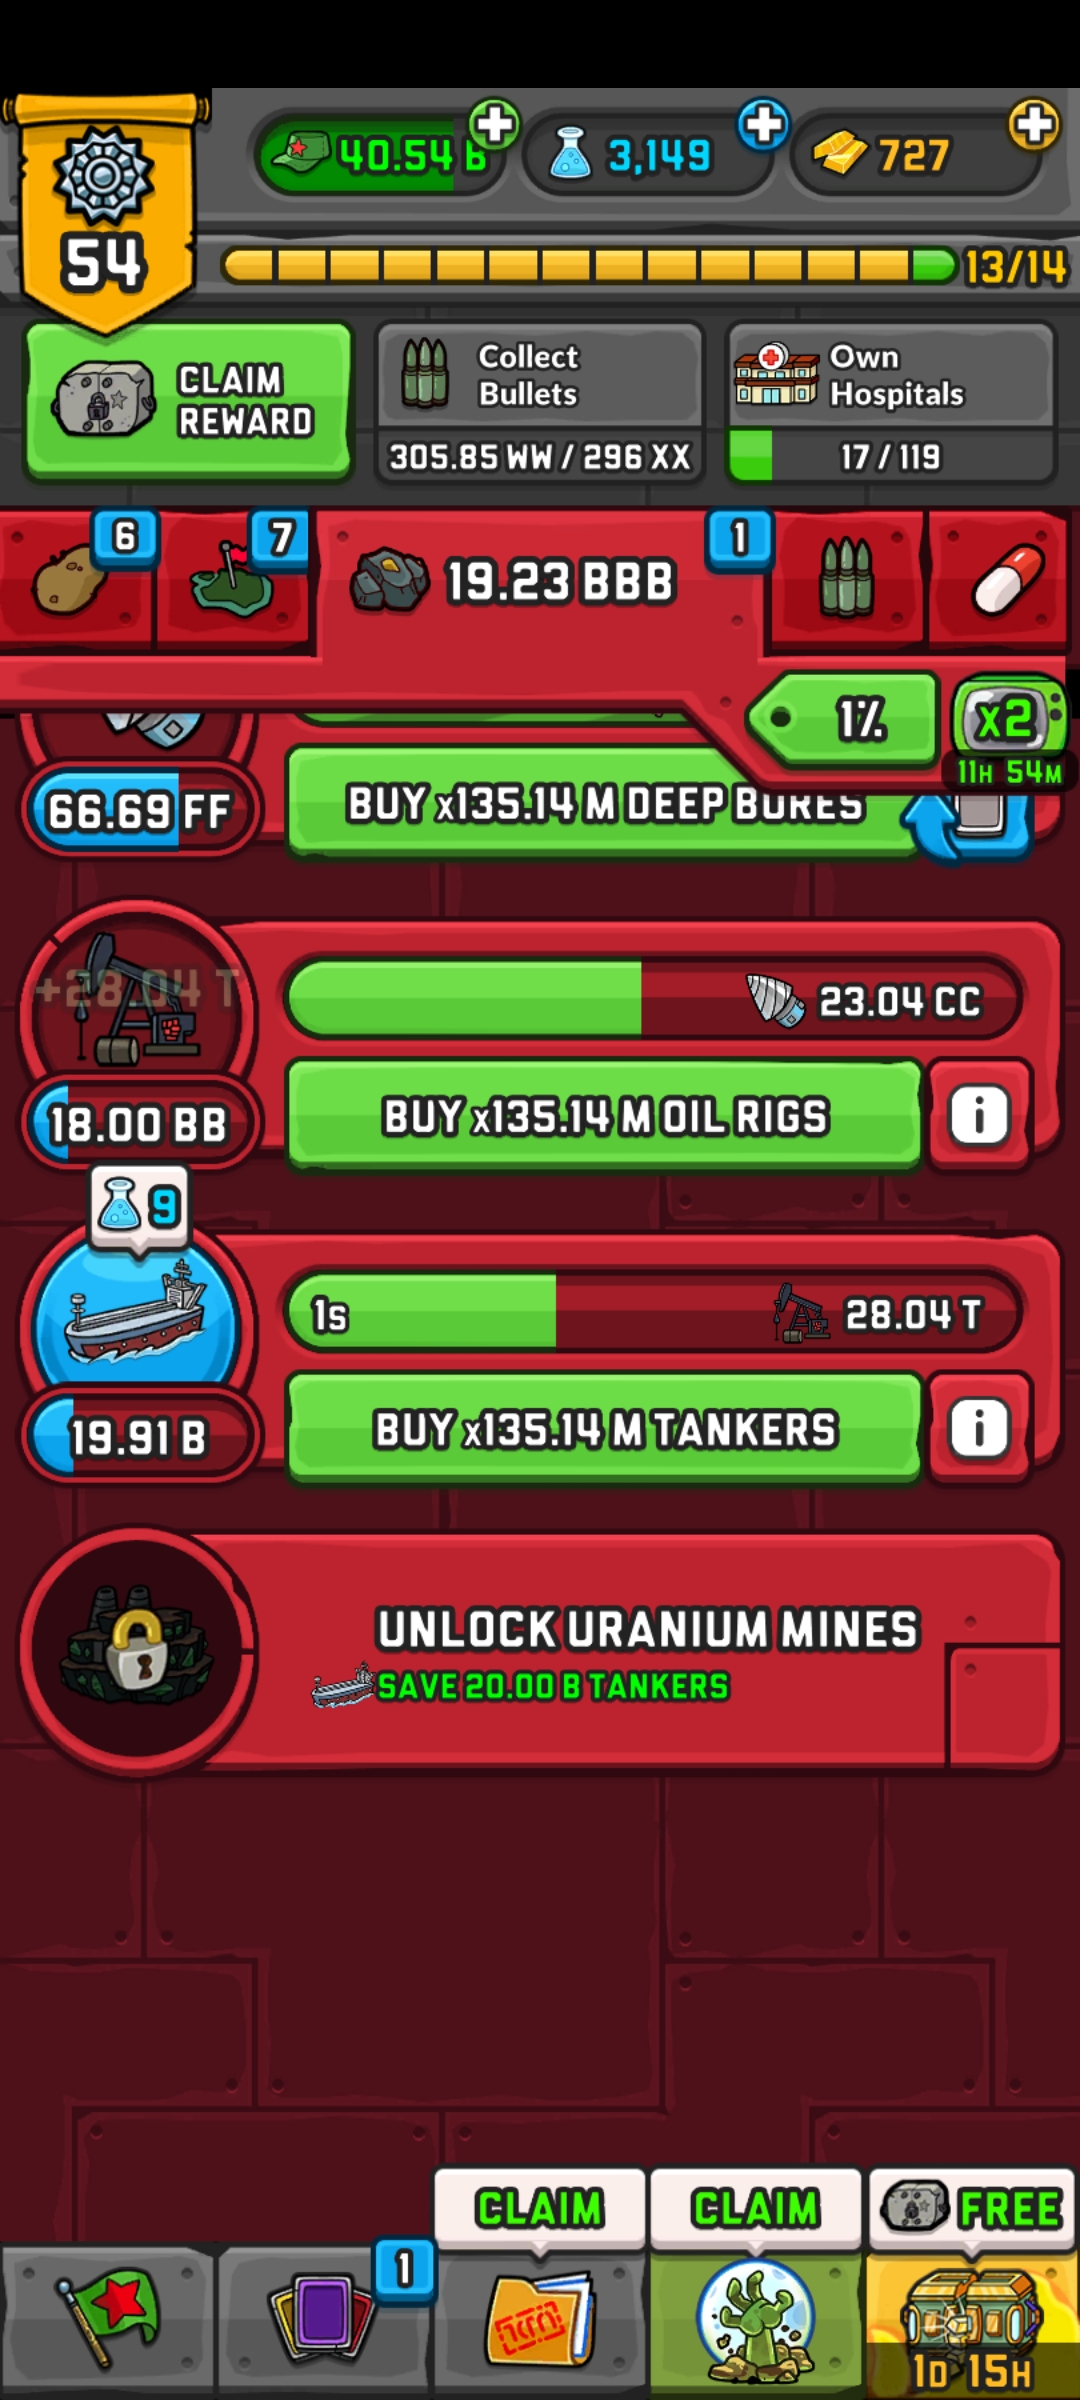 40.54 B
3,149
727
54
13/14
CLAIM
REWARD
Collect
Bullets
305.85 WW / 296 XX
Own
Hospitals
17 / 119
6
7
19.23 BBB
1
1%
x2
11H 54M
66.69 FF
BUY x135.14 M DEEP BORES
+28.04 T
23.04 CC
18.00 BB
BUY x135.14 M OIL RIGS
i
9
1s
28.04 T
19.91 B
BUY x135.14 M TANKERS
i
UNLOCK URANIUM MINES
SAVE 20.00 B TANKERS
CLAIM
CLAIM
FREE
1
1D 15H